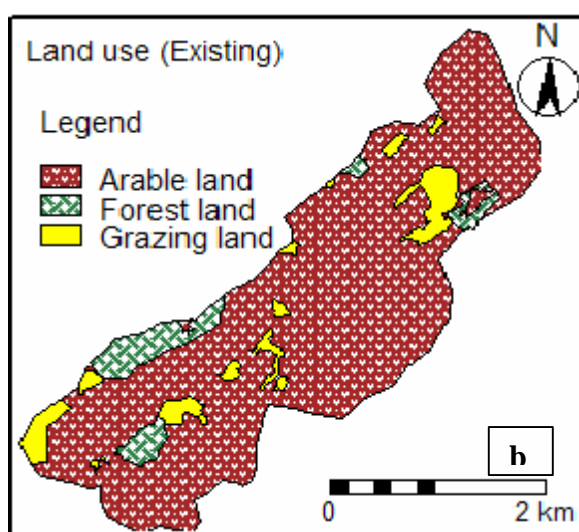 Land use (Existing)
N
Legend
Arable land
Forest land
Grazing land
b
0 2 km